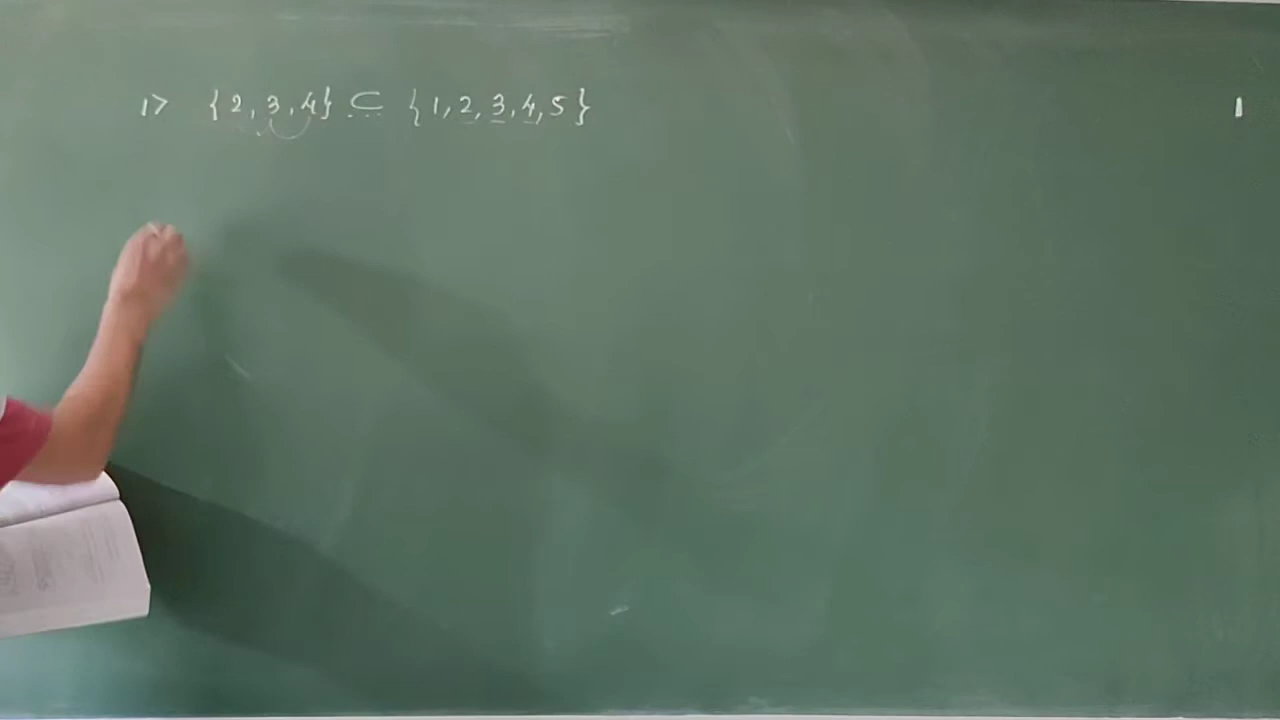 1> {2, 3, 4} ⊂ {1, 2, 3, 4, 5}
1